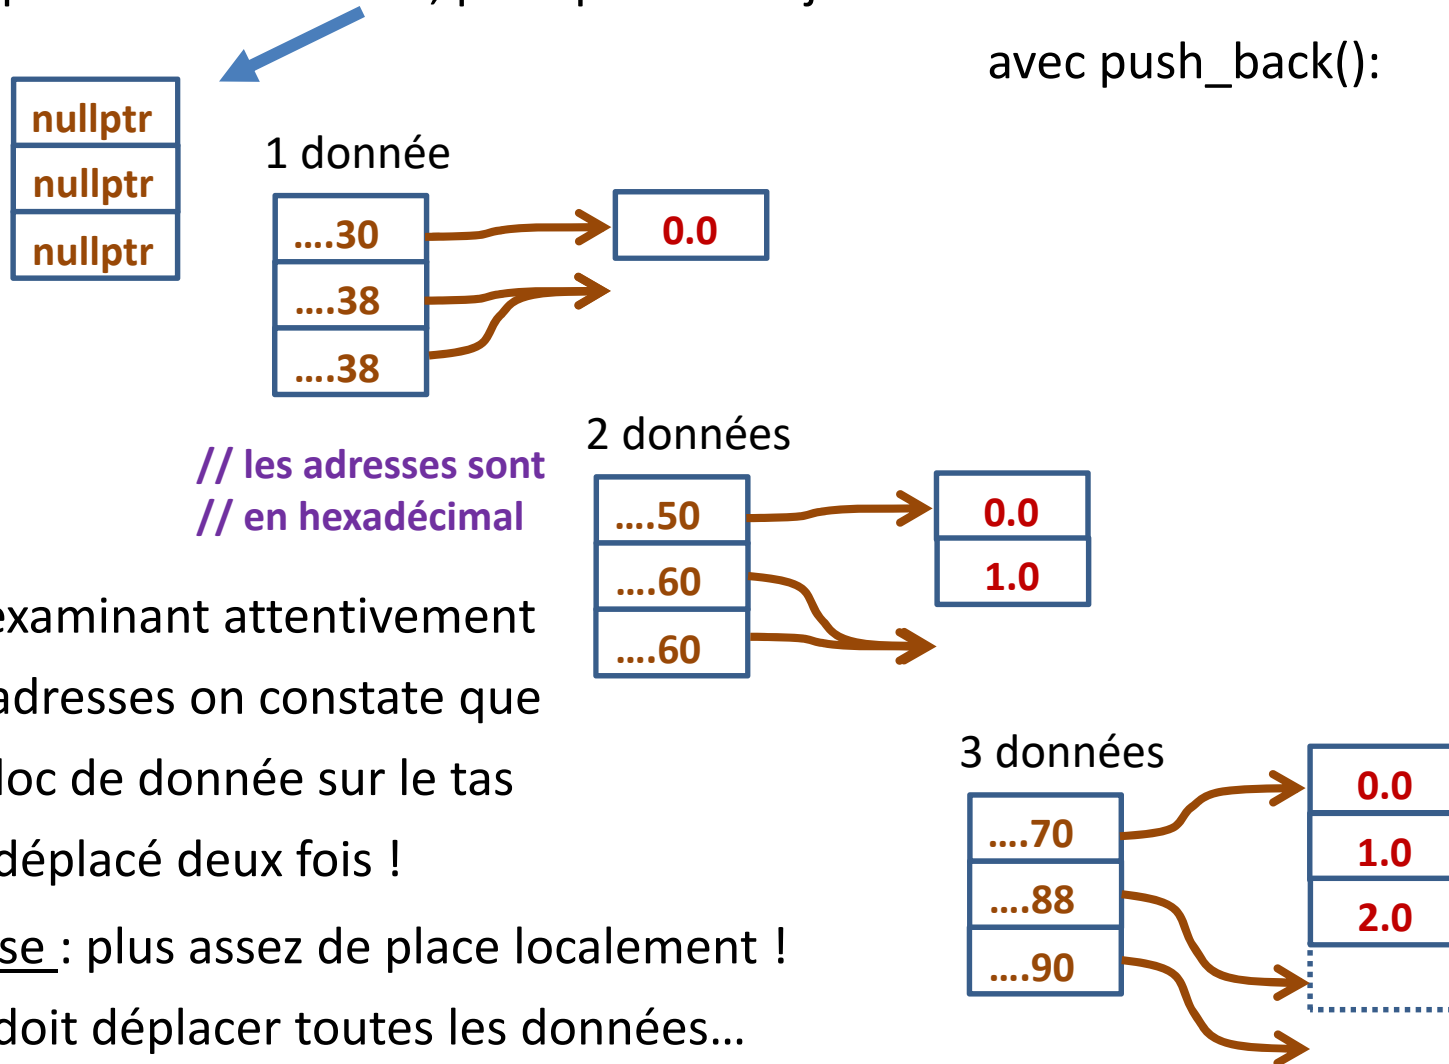 avec push_back():
nullptr
nullptr
nullptr
1 donnée
....30
....38
....38
0.0
// les adresses sont
// en hexadécimal
2 données
....50
....60
....60
0.0
1.0
examinant attentivement
adresses on constate que
loc de donnée sur le tas
déplacé deux fois !
se : plus assez de place localement !
doit déplacer toutes les données...
3 données
....70
....88
....90
0.0
1.0
2.0